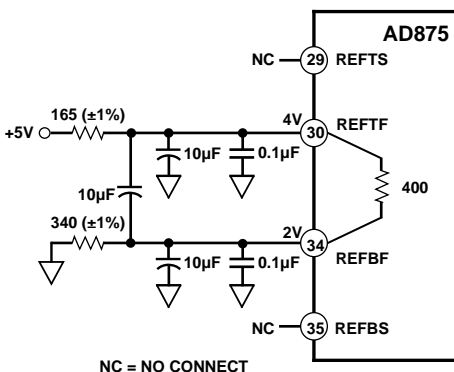 AD875
NC 29 REFTS
165 (±1%)
+5V
4V 30 REFTF
10µF 0.1µF
10µF
400
340 (±1%)
2V 34 REFBF
10µF 0.1µF
NC 35 REFBS
NC = NO CONNECT